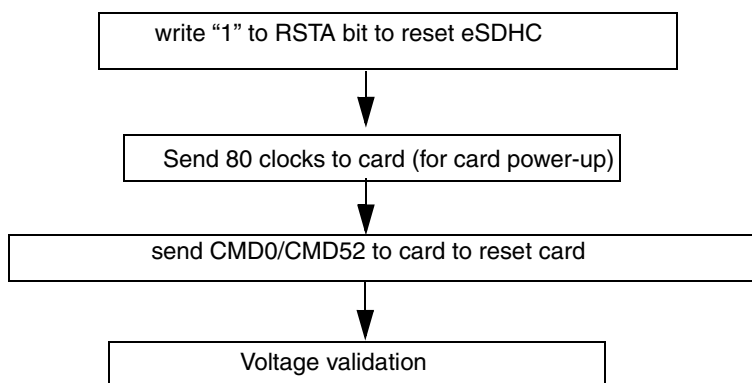 write “1” to RSTA bit to reset eSDHC
Send 80 clocks to card (for card power-up)
send CMD0/CMD52 to card to reset card
Voltage validation